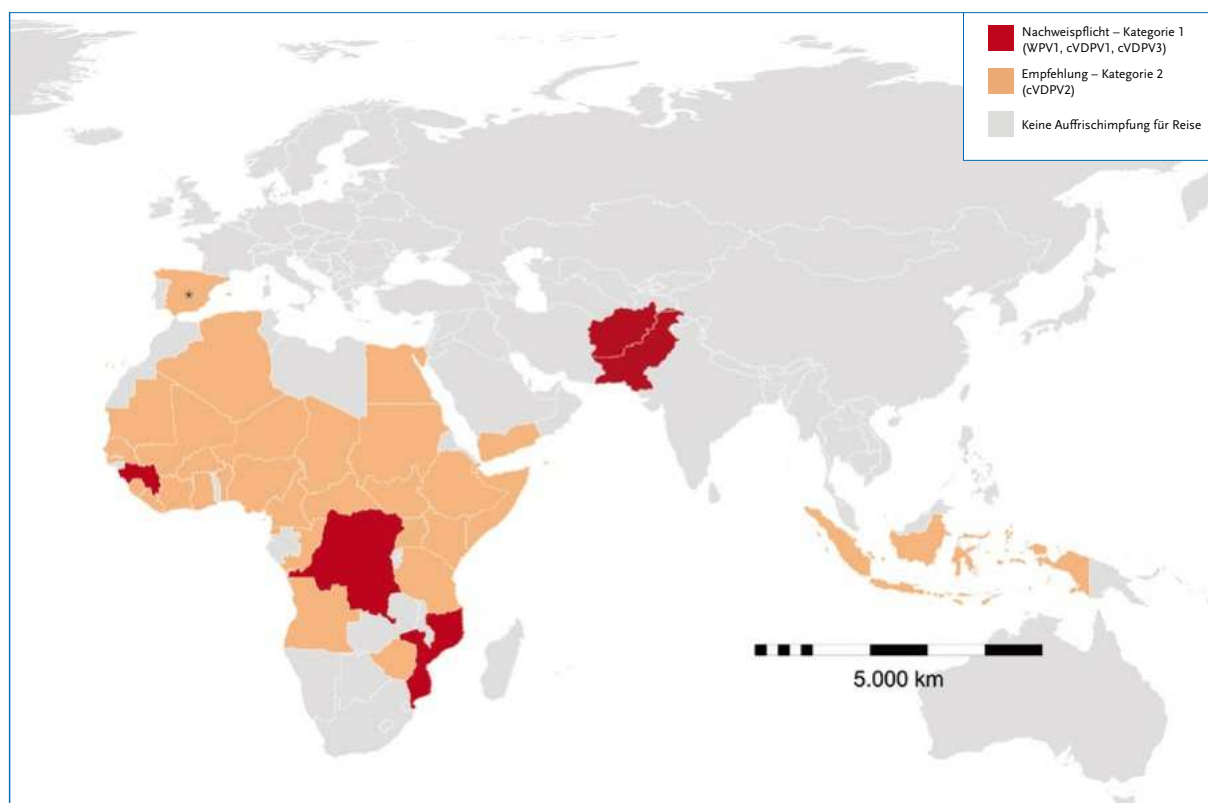 Nachweispflicht – Kategorie 1
(WPV1, cVDPV1, cVDPV3)
Empfehlung – Kategorie 2
(cVDPV2)
Keine Auffrischimpfung für Reise
*
5.000 km